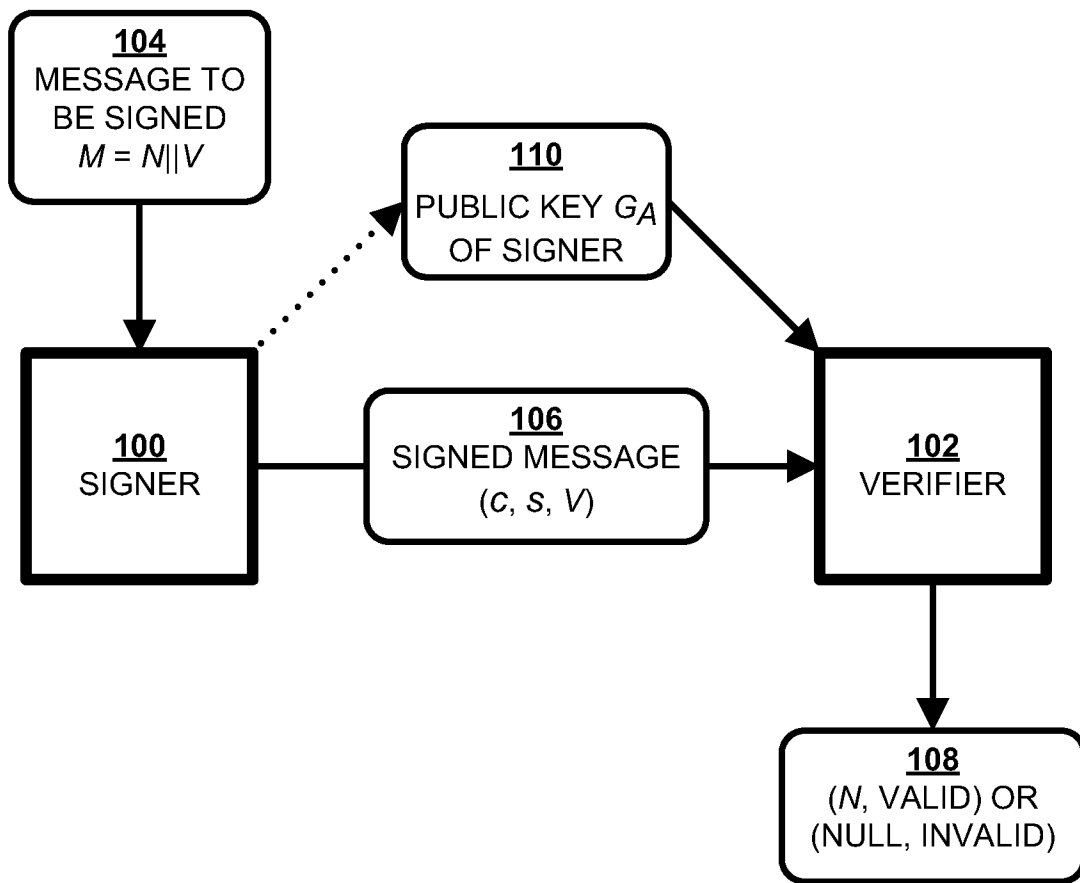 104
MESSAGE TO
BE SIGNED
M = N||V
110
PUBLIC KEY GA
OF SIGNER
100
SIGNER
106
SIGNED MESSAGE
(c, s, V)
102
VERIFIER
108
(N, VALID) OR
(NULL, INVALID)